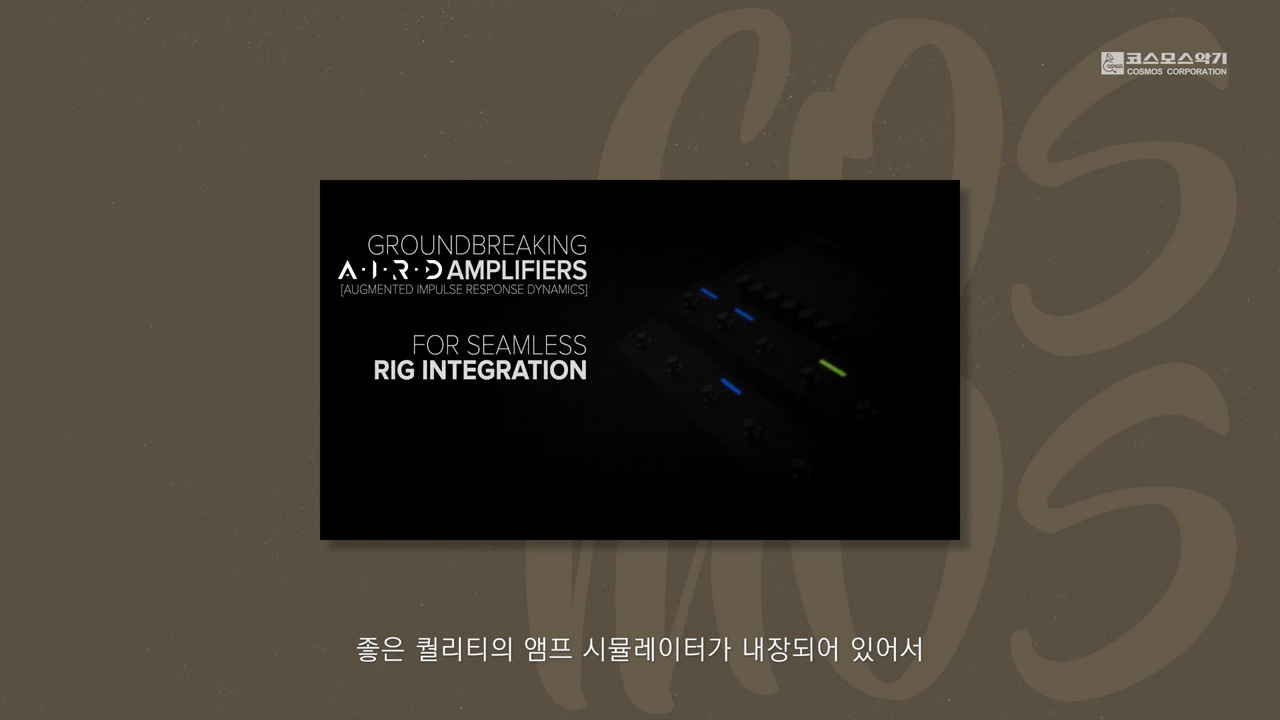 코스모스악기
COSMOS CORPORATION
COS
MOS
GROUNDBREAKING
A·I·R·D AMPLIFIERS
[AUGMENTED IMPULSE RESPONSE DYNAMICS]
FOR SEAMLESS
RIG INTEGRATION
좋은 퀄리티의 앰프 시뮬레이터가 내장되어 있어서